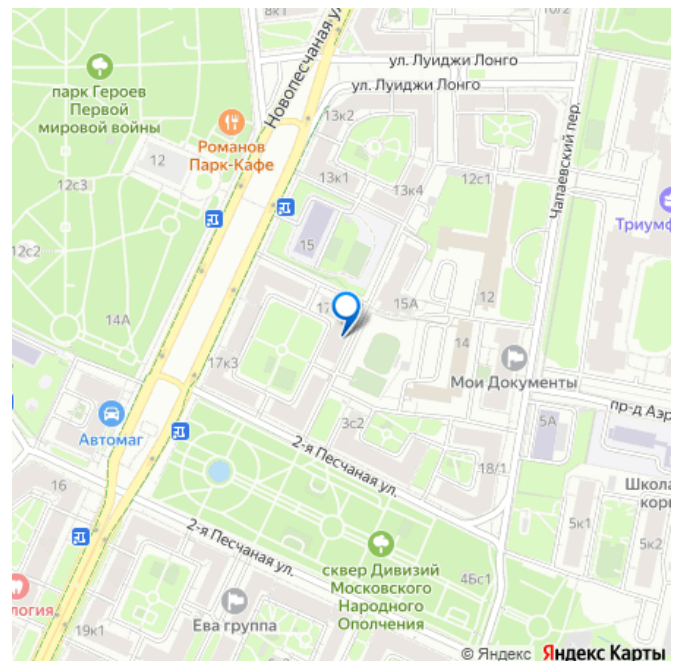 8к1
10/2
Новопесчаная ул.
ул. Луиджи Лонго
ул. Луиджи Лонго
парк Героев
Первой
мировой войны
13к2
Романов
Парк-Кафе
Чапаевский пер.
12
12с3
13к1
13к4
12с1
Триумф
15
12с2
17
15А
12
14А
14
17к3
Мои Документы
пр-д Аэр
Автомаг
3с2
5А
2-я Песчаная ул.
18/1
16
Школа
кор
5к1
5к2
2-я Песчаная ул.
сквер Дивизий
Московского
Народного
Ополчения
4Бс1
логия
Ева группа
19к1
© Яндекс Яндекс Карты